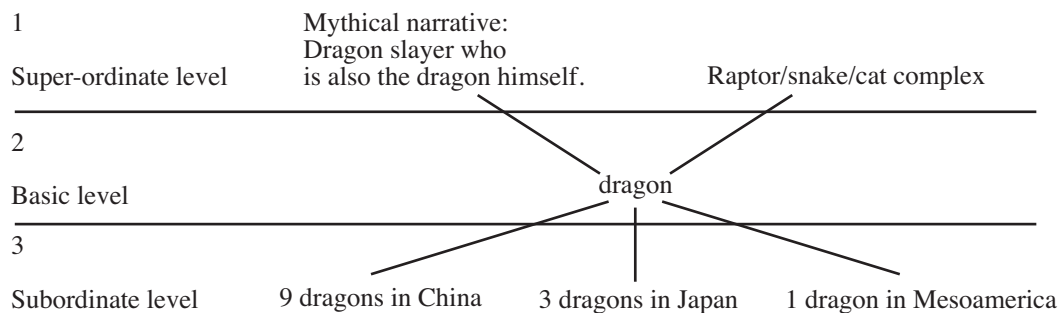 1
Mythical narrative:
Dragon slayer who
is also the dragon himself.
Super-ordinate level
Raptor/snake/cat complex
2
Basic level
dragon
3
Subordinate level
9 dragons in China
3 dragons in Japan
1 dragon in Mesoamerica